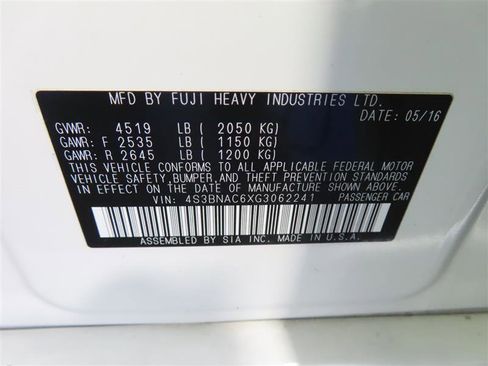 MFD BY FUJI HEAVY INDUSTRIES LTD.
DATE: 05/16
GVWR: 4519 LB ( 2050 KG)
GAWR: F 2535 LB ( 1150 KG)
GAWR: R 2645 LB ( 1200 KG)
THIS VEHICLE CONFORMS TO ALL APPLICABLE FEDERAL MOTOR
VEHICLE SAFETY, BUMPER, AND THEFT PREVENTION STANDARDS
IN EFFECT ON THE DATE OF MANUFACTURE SHOWN ABOVE.
VIN: 4S3BNAC6XG3062241 PASSENGER CAR
ASSEMBLED BY SIA INC. MADE IN U.S.A.